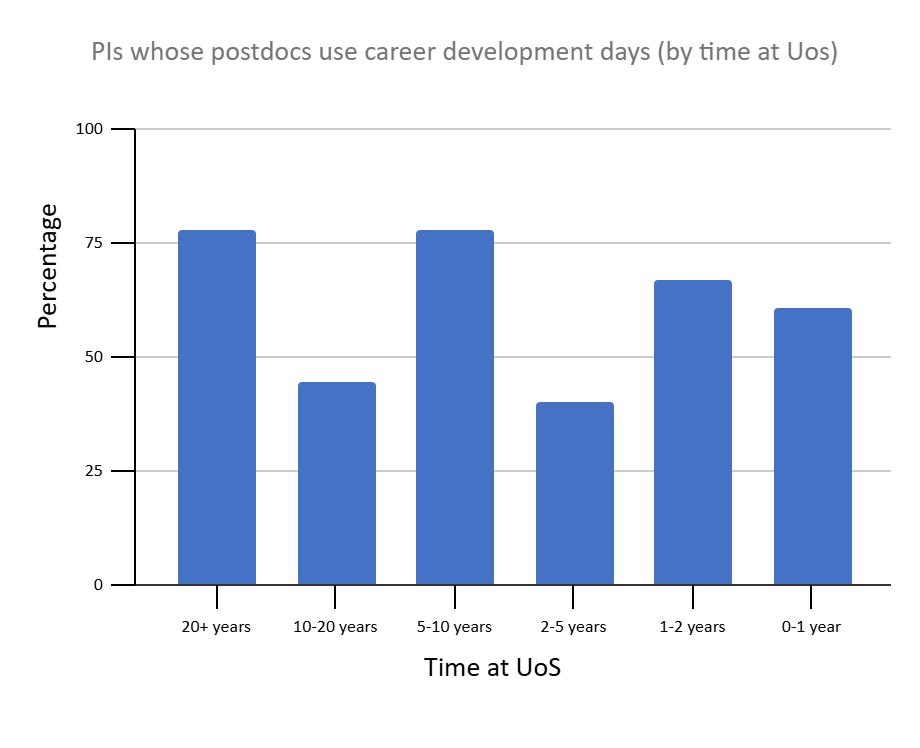 PIs whose postdocs use career development days (by time at Uos)
100
75
50
25
0
Percentage
20+ years
10-20 years
5-10 years
2-5 years
1-2 years
0-1 year
Time at UoS